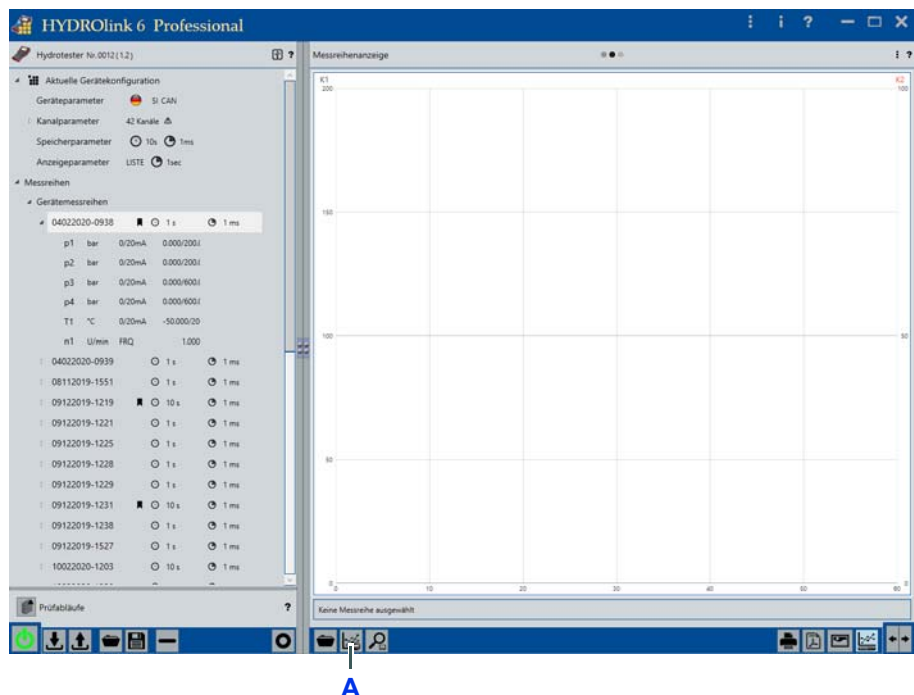 HYDROlink 6 Professional
Hydrotester Nr.0012(1.2) ?
Aktuelle Gerätekonfiguration
Geräteparameter SI CAN
Kanalparameter 42 Kanäle
Speicherparameter 10s 1ms
Anzeigeparameter LISTE 1sec
Messreihen
Gerätemessreihen
04022020-0938 1 s 1 ms
p1 bar 0/20mA 0.000/200.(
p2 bar 0/20mA 0.000/200.(
p3 bar 0/20mA 0.000/600.(
p4 bar 0/20mA 0.000/600.(
T1 °C 0/20mA -50.000/20
n1 U/min FRQ 1.000
04022020-0939 1 s 1 ms
08112019-1551 1 s 1 ms
09122019-1219 10 s 1 ms
09122019-1221 1 s 1 ms
09122019-1225 1 s 1 ms
09122019-1228 1 s 1 ms
09122019-1229 1 s 1 ms
09122019-1231 10 s 1 ms
09122019-1238 1 s 1 ms
09122019-1527 1 s 1 ms
10022020-1203 10 s 1 ms
Prüfabläufe ?
i ?
Messreihenanzeige ?
K1 K2
200 100
150
100 50
50
0 0
0 10 20 30 40 50 60
Keine Messreihe ausgewählt
A